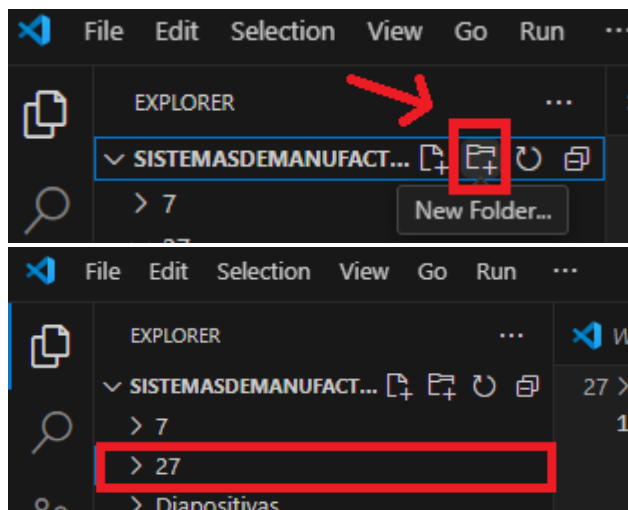 File Edit Selection View Go Run ...
EXPLORER ...
SISTEMASDEMANUFACT...
> 7
New Folder...
27
File Edit Selection View Go Run ...
EXPLORER ...
SISTEMASDEMANUFACT...
27 >
> 7
1
> 27
> Diapositivas